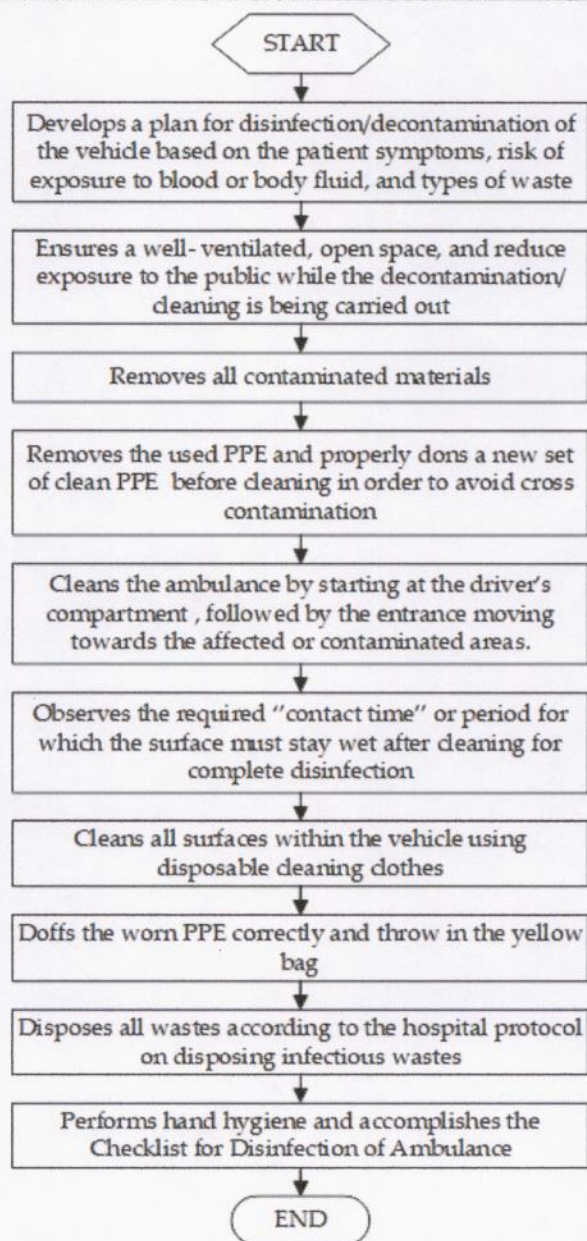 START
Develops a plan for disinfection/decontamination of
the vehicle based on the patient symptoms, risk of
exposure to blood or body fluid, and types of waste
Ensures a well- ventilated, open space, and reduce
exposure to the public while the decontamination/
cleaning is being carried out
Removes all contaminated materials
Removes the used PPE and properly dons a new set
of clean PPE before cleaning in order to avoid cross
contamination
Cleans the ambulance by starting at the driver's
compartment , followed by the entrance moving
towards the affected or contaminated areas.
Observes the required "contact time" or period for
which the surface must stay wet after cleaning for
complete disinfection
Cleans all surfaces within the vehicle using
disposable cleaning clothes
Doffs the worn PPE correctly and throw in the yellow
bag
Disposes all wastes according to the hospital protocol
on disposing infectious wastes
Performs hand hygiene and accomplishes the
Checklist for Disinfection of Ambulance
END